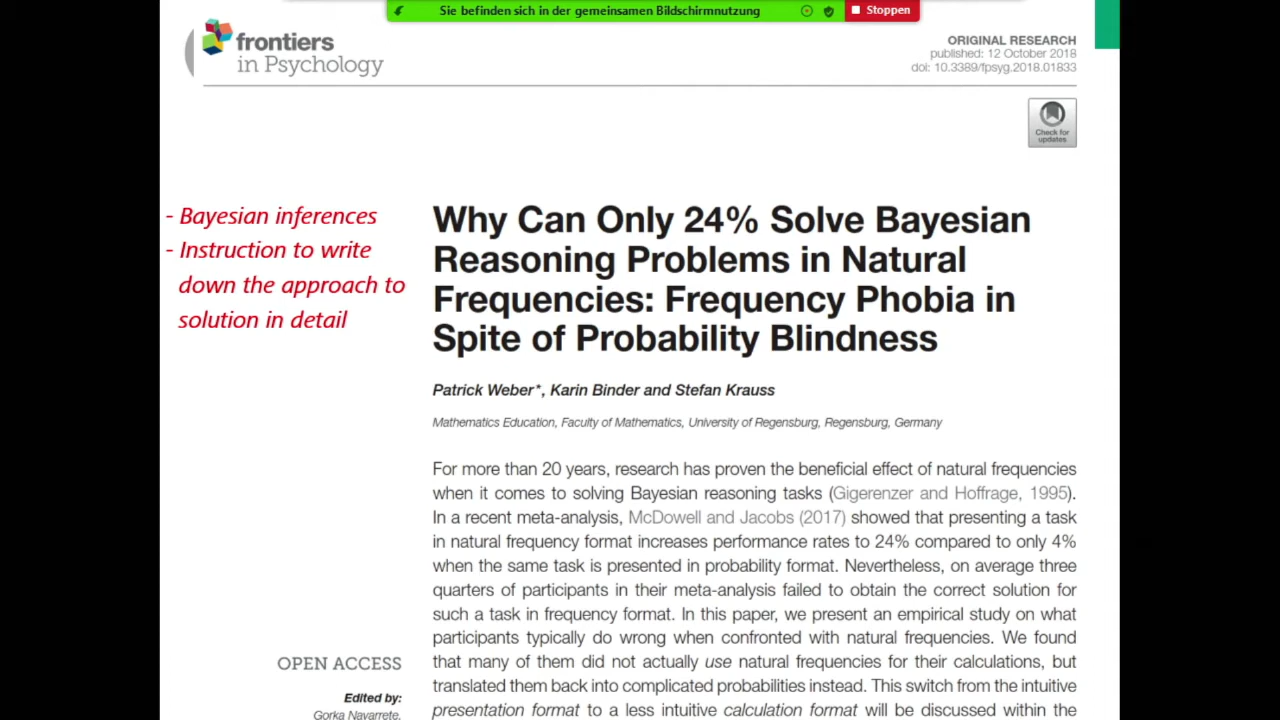 Sie befinden sich in der gemeinsamen Bildschirmnutzung
Stoppen
frontiers
in Psychology
ORIGINAL RESEARCH
published: 12 October 2018
doi: 10.3389/fpsyg.2018.01833
Check for
updates
- Bayesian inferences
- Instruction to write
down the approach to
solution in detail
Why Can Only 24% Solve Bayesian
Reasoning Problems in Natural
Frequencies: Frequency Phobia in
Spite of Probability Blindness
Patrick Weber*, Karin Binder and Stefan Krauss
Mathematics Education, Faculty of Mathematics, University of Regensburg, Regensburg, Germany
For more than 20 years, research has proven the beneficial effect of natural frequencies
when it comes to solving Bayesian reasoning tasks (Gigerenzer and Hoffrage, 1995).
In a recent meta-analysis, McDowell and Jacobs (2017) showed that presenting a task
in natural frequency format increases performance rates to 24% compared to only 4%
when the same task is presented in probability format. Nevertheless, on average three
quarters of participants in their meta-analysis failed to obtain the correct solution for
such a task in frequency format. In this paper, we present an empirical study on what
participants typically do wrong when confronted with natural frequencies. We found
that many of them did not actually use natural frequencies for their calculations, but
translated them back into complicated probabilities instead. This switch from the intuitive
presentation format to a less intuitive calculation format will be discussed within the
OPEN ACCESS
Edited by:
Gorka Navarrete,